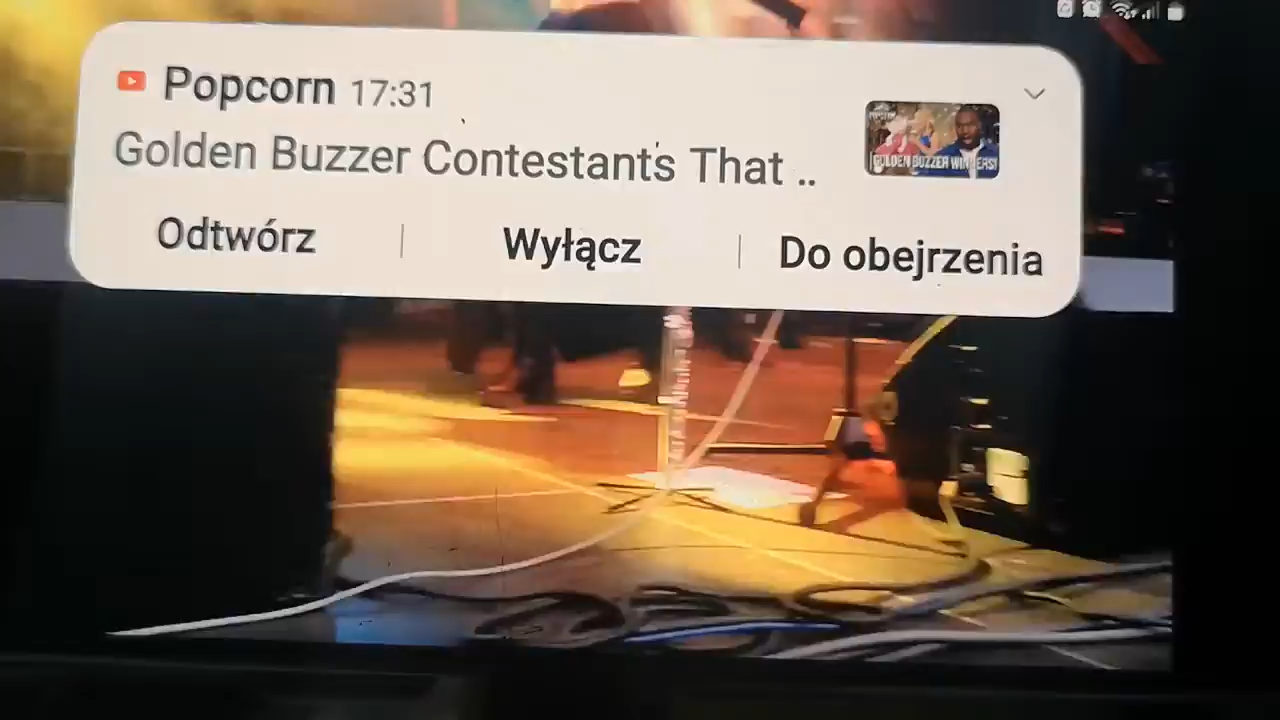 Popcorn 17:31
Golden Buzzer Contestants That ..
GOLDEN BUZZER WINNERS!
Odtwórz | Wyłącz | Do obejrzenia